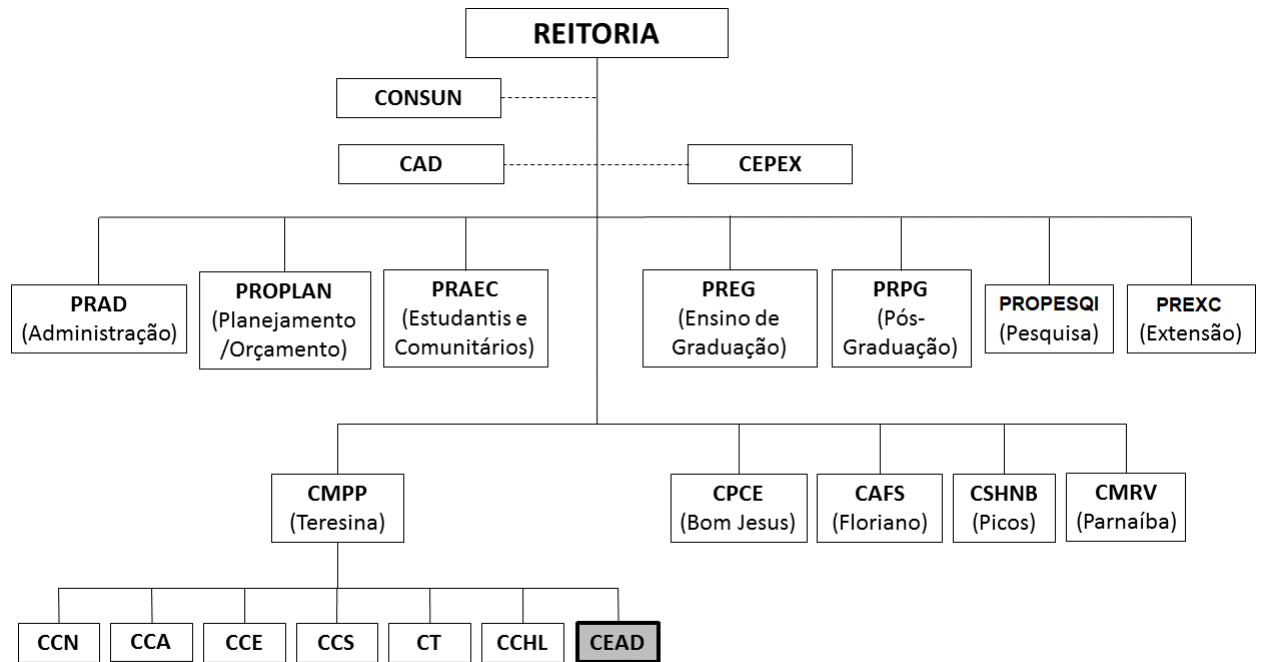 REITORIA
CONSUN
CAD
CEPEX
PRAD
(Administração)
PROPLAN
(Planejamento
/Orçamento)
PRAEC
(Estudantis e
Comunitários)
PREG
(Ensino de
Graduação)
PRPG
(Pós-
Graduação)
PROPESQI
(Pesquisa)
PREXC
(Extensão)
CMPP
(Teresina)
CPCE
(Bom Jesus)
CAFS
(Floriano)
CSHNB
(Picos)
CMRV
(Parnaíba)
CCN
CCA
CCE
CCS
CT
CCHL
CEAD